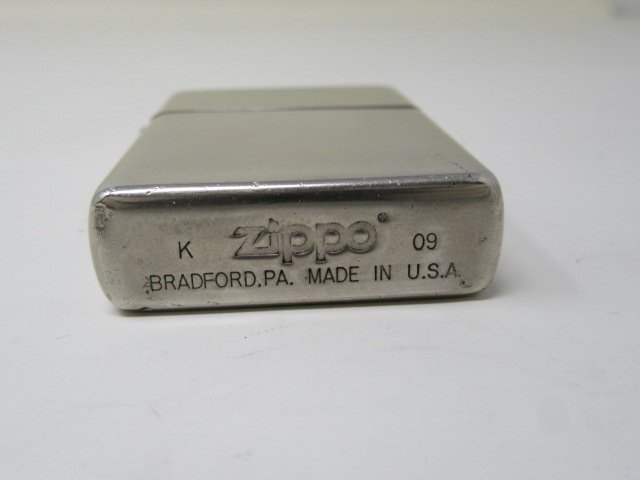 K zippo® 09
BRADFORD,PA. MADE IN U.S.A.